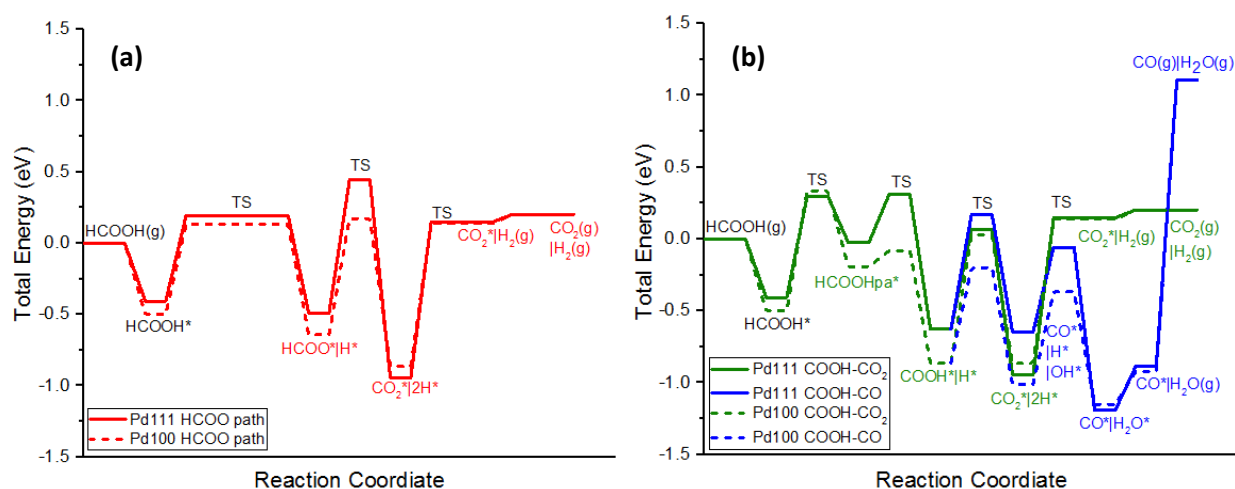 (a)
Total Energy (eV)
1.5
1.0
0.5
0.0
-0.5
-1.0
-1.5
HCOOH(g)
HCOOH*
TS
HCOO*|H*
TS
CO2*|2H*
TS
CO2*|H2(g)
CO2(g)
|H2(g)
Pd111 HCOO path
Pd100 HCOO path
Reaction Coordiate
(b)
Total Energy (eV)
1.5
1.0
0.5
0.0
-0.5
-1.0
-1.5
HCOOH(g)
HCOOH*
TS
HCOOHpa*
TS
COOH*|H*
TS
CO2*|2H*
TS
CO*
|H*
|OH*
CO2*|H2(g)
CO2(g)
|H2(g)
CO*|H2O*
CO*|H2O(g)
CO(g)|H2O(g)
Pd111 COOH-CO2
Pd111 COOH-CO
Pd100 COOH-CO2
Pd100 COOH-CO
Reaction Coordiate